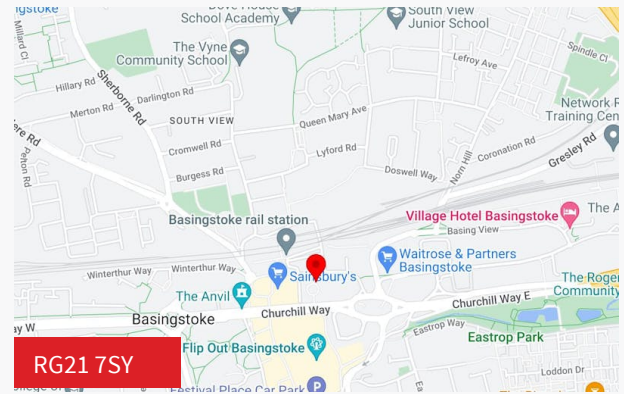 igstoke
Dove House
School Academy
South View
Junior School
Millard Cl
The Vyne
Community School
Spindle Cl
Lefroy Ave
Hillary Rd
Sherborne Rd
Darlington Rd
Merton Rd
Network R
Training Cen
Queen Mary Ave
SOUTH VIEW
ere Rd
Cromwell Rd
Lyford Rd
Coronation Rd
Gresley Rd
Norn Hill
Pelton Rd
Burgess Rd
Doswell Way
Basingstoke rail station
Village Hotel Basingstoke
The A
Basing View
Waitrose & Partners
Basingstoke
Winterthur Way
Winterthur Way
Sainsbury's
The Roger
Community
The Anvil
Churchill Way E
Churchill Way
ay W
Basingstoke
Eastrop Way
Eastrop Park
Flip Out Basingstoke
RG21 7SY
Loddon Dr
Festival Place Car Park